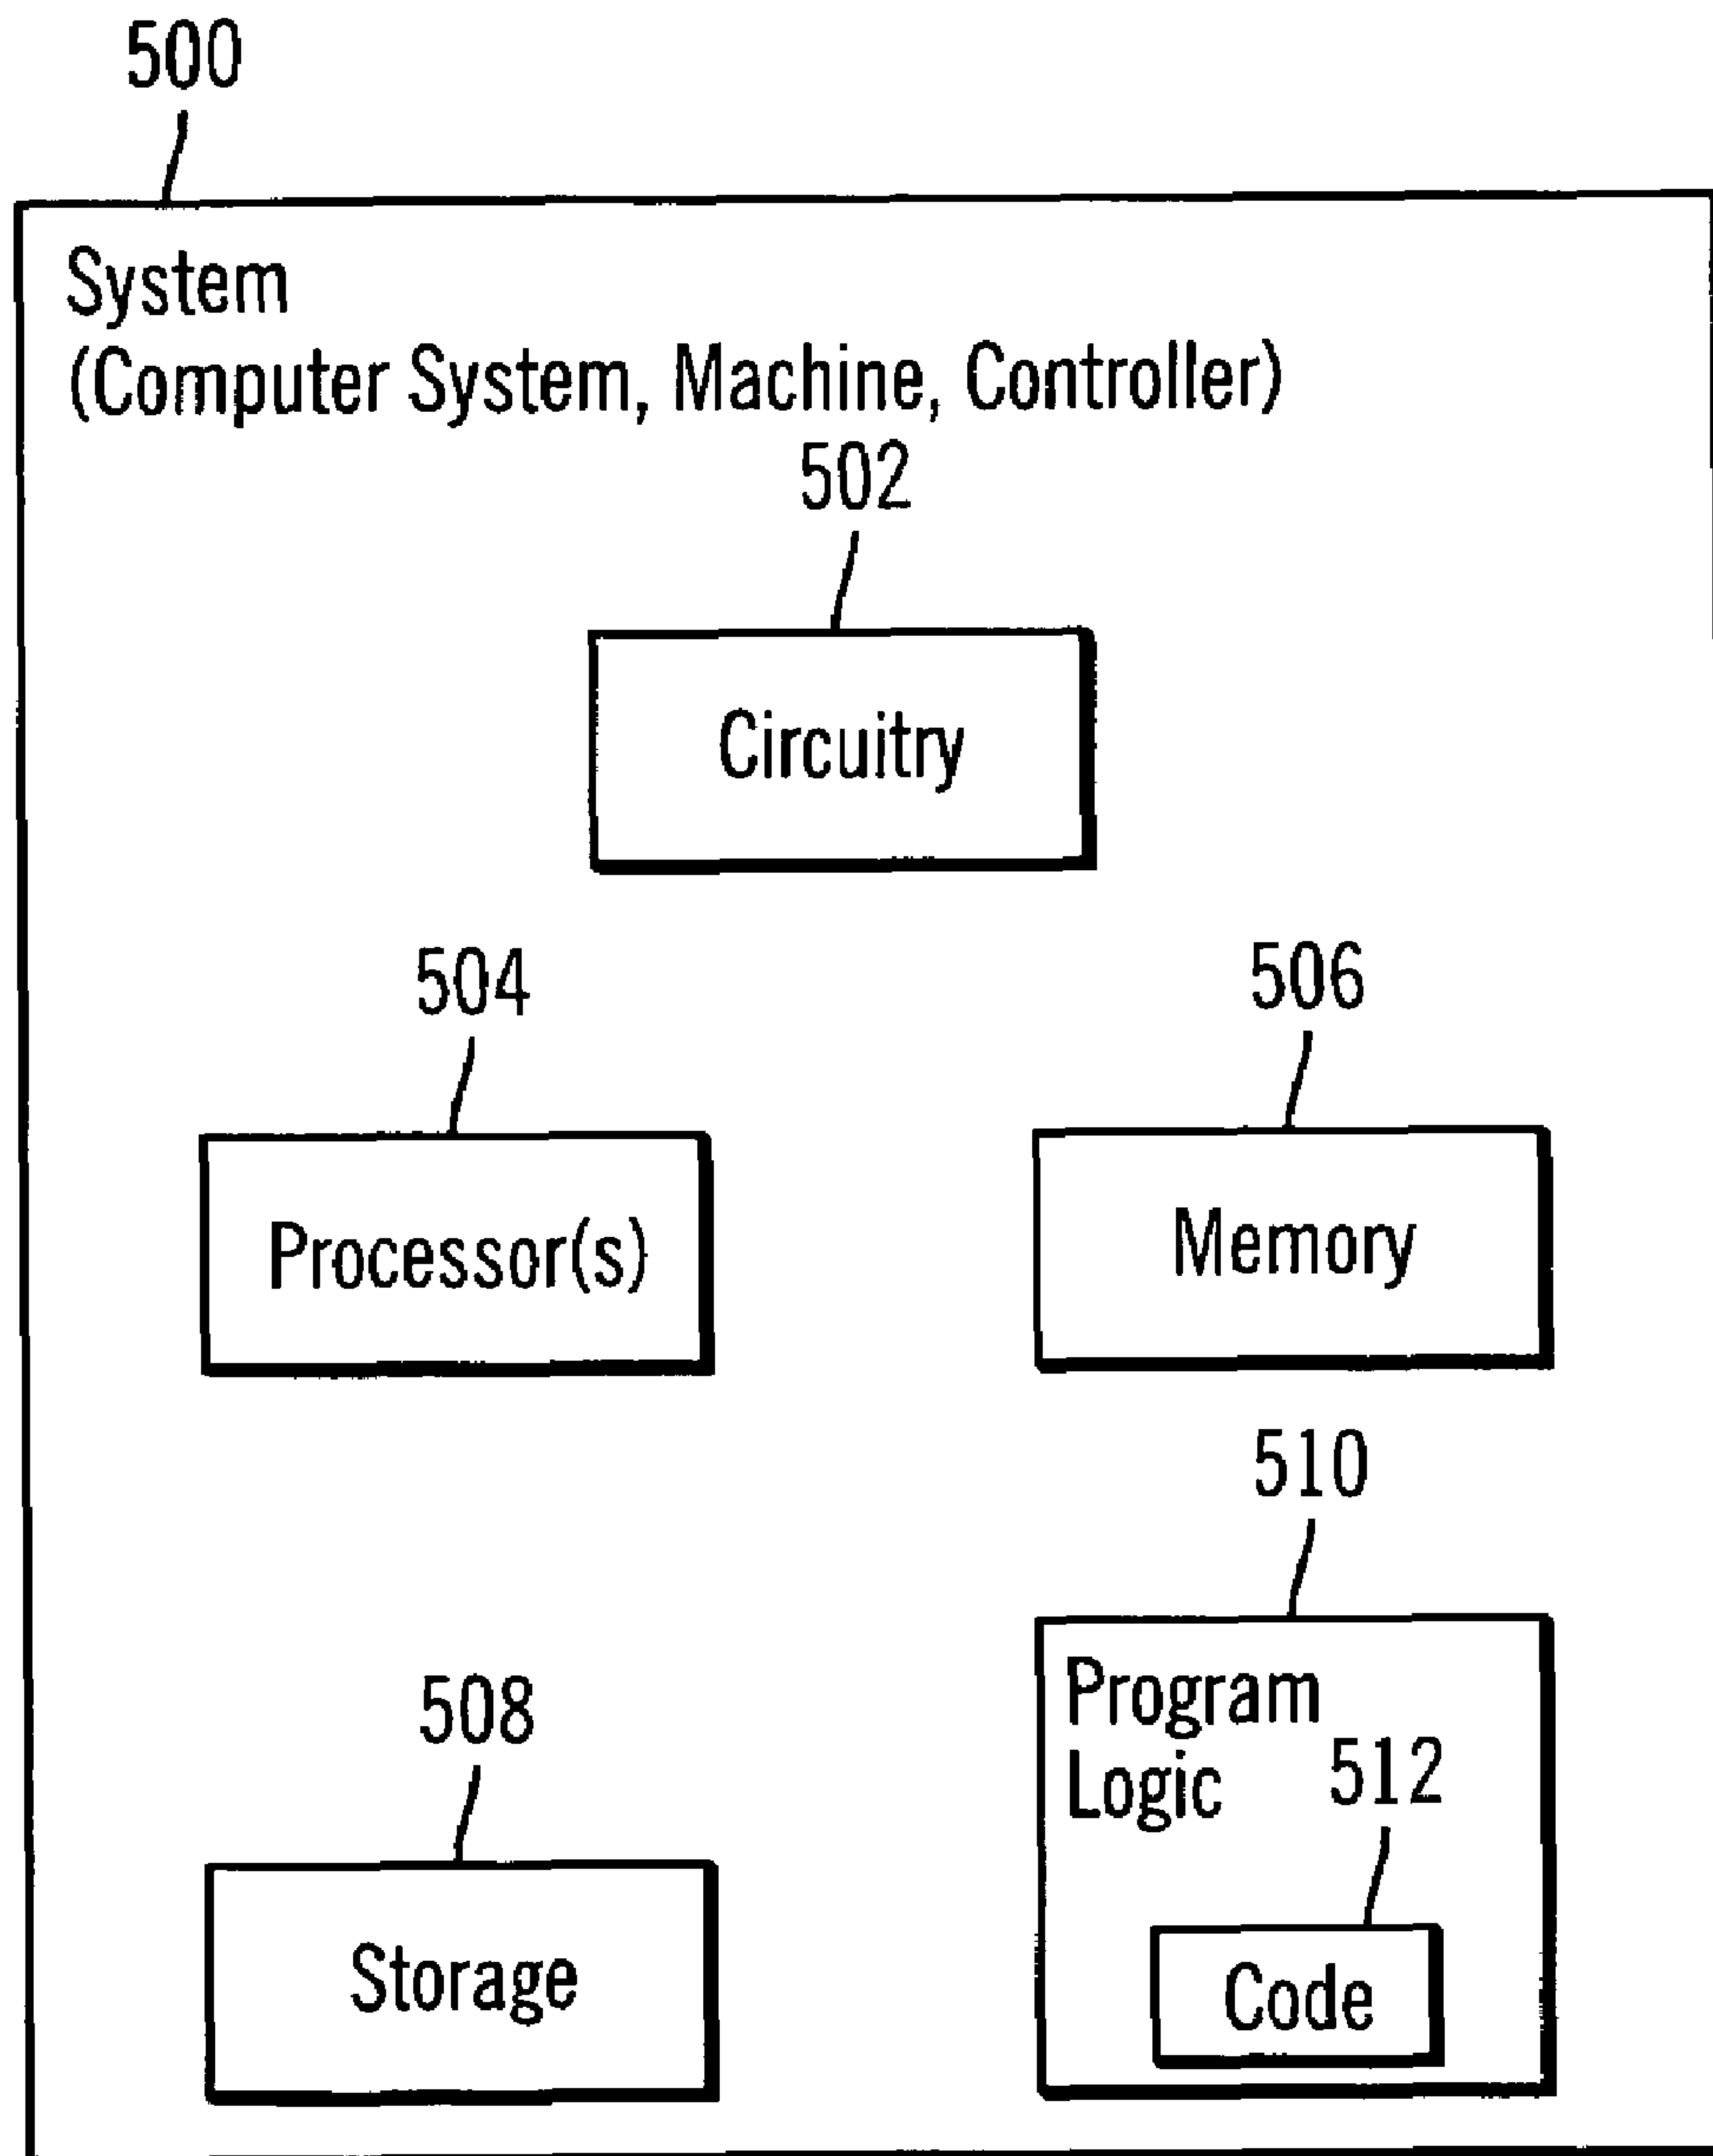 500
System
(Computer System, Machine, Controller)
502
Circuitry
504
506
Processor(s)
Memory
510
508
Program
Logic
512
Storage
Code